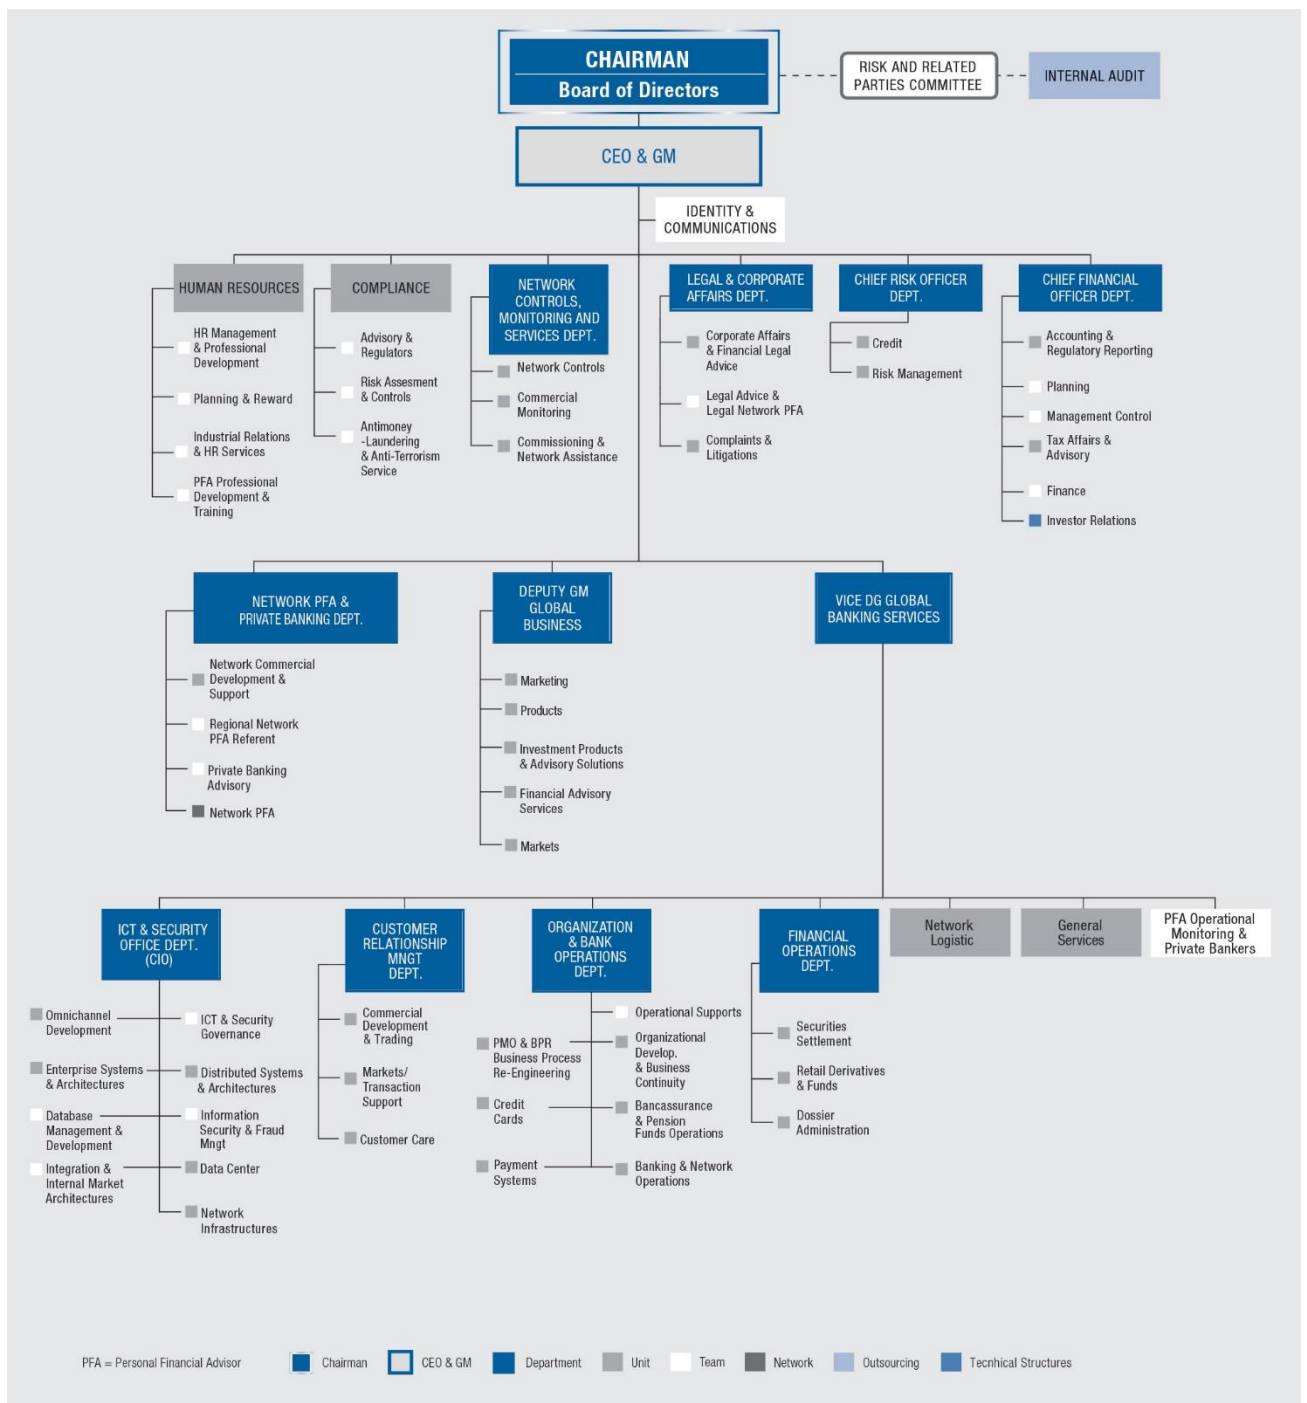 CHAIRMAN
Board of Directors
RISK AND RELATED
PARTIES COMMITTEE
INTERNAL AUDIT
CEO & GM
IDENTITY &
COMMUNICATIONS
HUMAN RESOURCES
HR Management
& Professional
Development
Planning & Reward
Industrial Relations
& HR Services
PFA Professional
Development &
Training
COMPLIANCE
Advisory &
Regulators
Risk Assesment
& Controls
Antimoney
-Laundering
& Anti-Terrorism
Service
NETWORK
CONTROLS,
MONITORING AND
SERVICES DEPT.
Network Controls
Commercial
Monitoring
Commissioning &
Network Assistance
LEGAL & CORPORATE
AFFAIRS DEPT.
Corporate Affairs
& Financial Legal
Advice
Legal Advice &
Legal Network PFA
Complaints &
Litigations
CHIEF RISK OFFICER
DEPT.
Credit
Risk Management
CHIEF FINANCIAL
OFFICER DEPT.
Accounting &
Regulatory Reporting
Planning
Management Control
Tax Affairs &
Advisory
Finance
Investor Relations
NETWORK PFA &
PRIVATE BANKING DEPT.
Network Commercial
Development &
Support
Regional Network
PFA Referent
Private Banking
Advisory
Network PFA
DEPUTY GM
GLOBAL
BUSINESS
Marketing
Products
Investment Products
& Advisory Solutions
Financial Advisory
Services
Markets
VICE DG GLOBAL
BANKING SERVICES
ICT & SECURITY
OFFICE DEPT.
(CIO)
Omnichannel
Development
ICT & Security
Governance
Enterprise Systems
& Architectures
Distributed Systems
& Architectures
Database
Management &
Development
Information
Security & Fraud
Mngt
Integration &
Internal Market
Architectures
Data Center
Network
Infrastructures
CUSTOMER
RELATIONSHIP
MNGT
DEPT.
Commercial
Development
& Trading
Markets/
Transaction
Support
Customer Care
ORGANIZATION
& BANK
OPERATIONS
DEPT.
Operational Supports
PMO & BPR
Business Process
Re-Engineering
Organizational
Develop.
& Business
Continuity
Credit
Cards
Bancassurance
& Pension
Funds Operations
Payment
Systems
Banking & Network
Operations
FINANCIAL
OPERATIONS
DEPT.
Securities
Settlement
Retail Derivatives
& Funds
Dossier
Administration
Network
Logistic
General
Services
PFA Operational
Monitoring &
Private Bankers
PFA = Personal Financial Advisor
Chairman
CEO & GM
Department
Unit
Team
Network
Outsourcing
Tecnhical Structures